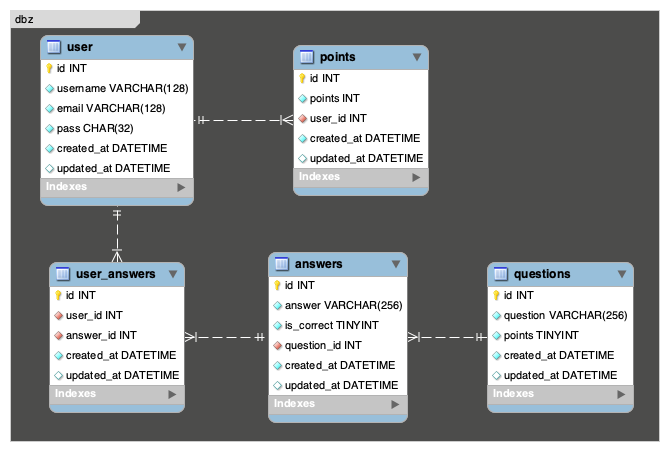 dbz
user
id INT
username VARCHAR(128)
email VARCHAR(128)
pass CHAR(32)
created_at DATETIME
updated_at DATETIME
Indexes
points
id INT
points INT
user_id INT
created_at DATETIME
updated_at DATETIME
Indexes
user_answers
id INT
user_id INT
answer_id INT
created_at DATETIME
updated_at DATETIME
Indexes
answers
id INT
answer VARCHAR(256)
is_correct TINYINT
question_id INT
created_at DATETIME
updated_at DATETIME
Indexes
questions
id INT
question VARCHAR(256)
points TINYINT
created_at DATETIME
updated_at DATETIME
Indexes